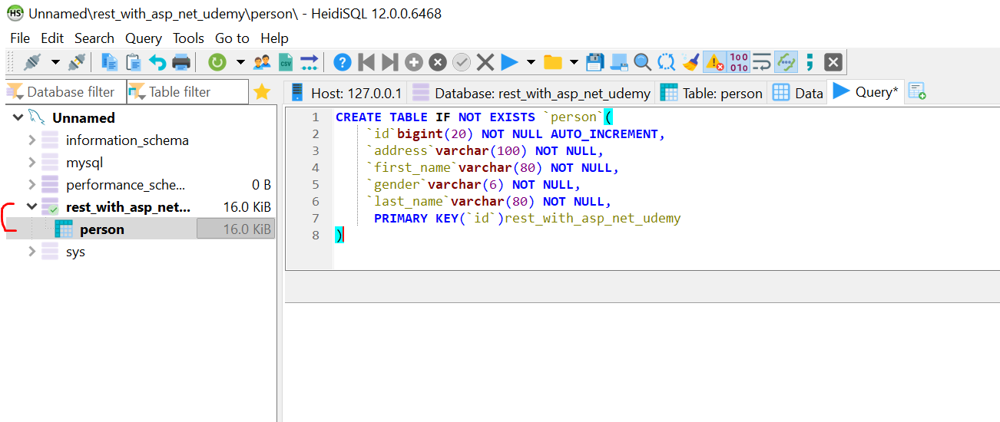 HS Unnamed\rest_with_asp_net_udemy\person\ - HeidiSQL 12.0.0.6468
File Edit Search Query Tools Go to Help
CSV ? 100 010 ;
Database filter Table filter Host: 127.0.0.1 Database: rest_with_asp_net_udemy Table: person Data Query*
Unnamed
information_schema
mysql
performance_sche... 0 B
rest_with_asp_net... 16.0 KiB
person 16.0 KiB
sys
1 CREATE TABLE IF NOT EXISTS `person`(
2 `id`bigint(20) NOT NULL AUTO_INCREMENT,
3 `address`varchar(100) NOT NULL,
4 `first_name`varchar(80) NOT NULL,
5 `gender`varchar(6) NOT NULL,
6 `last_name`varchar(80) NOT NULL,
7 PRIMARY KEY(`id`)rest_with_asp_net_udemy
8 )